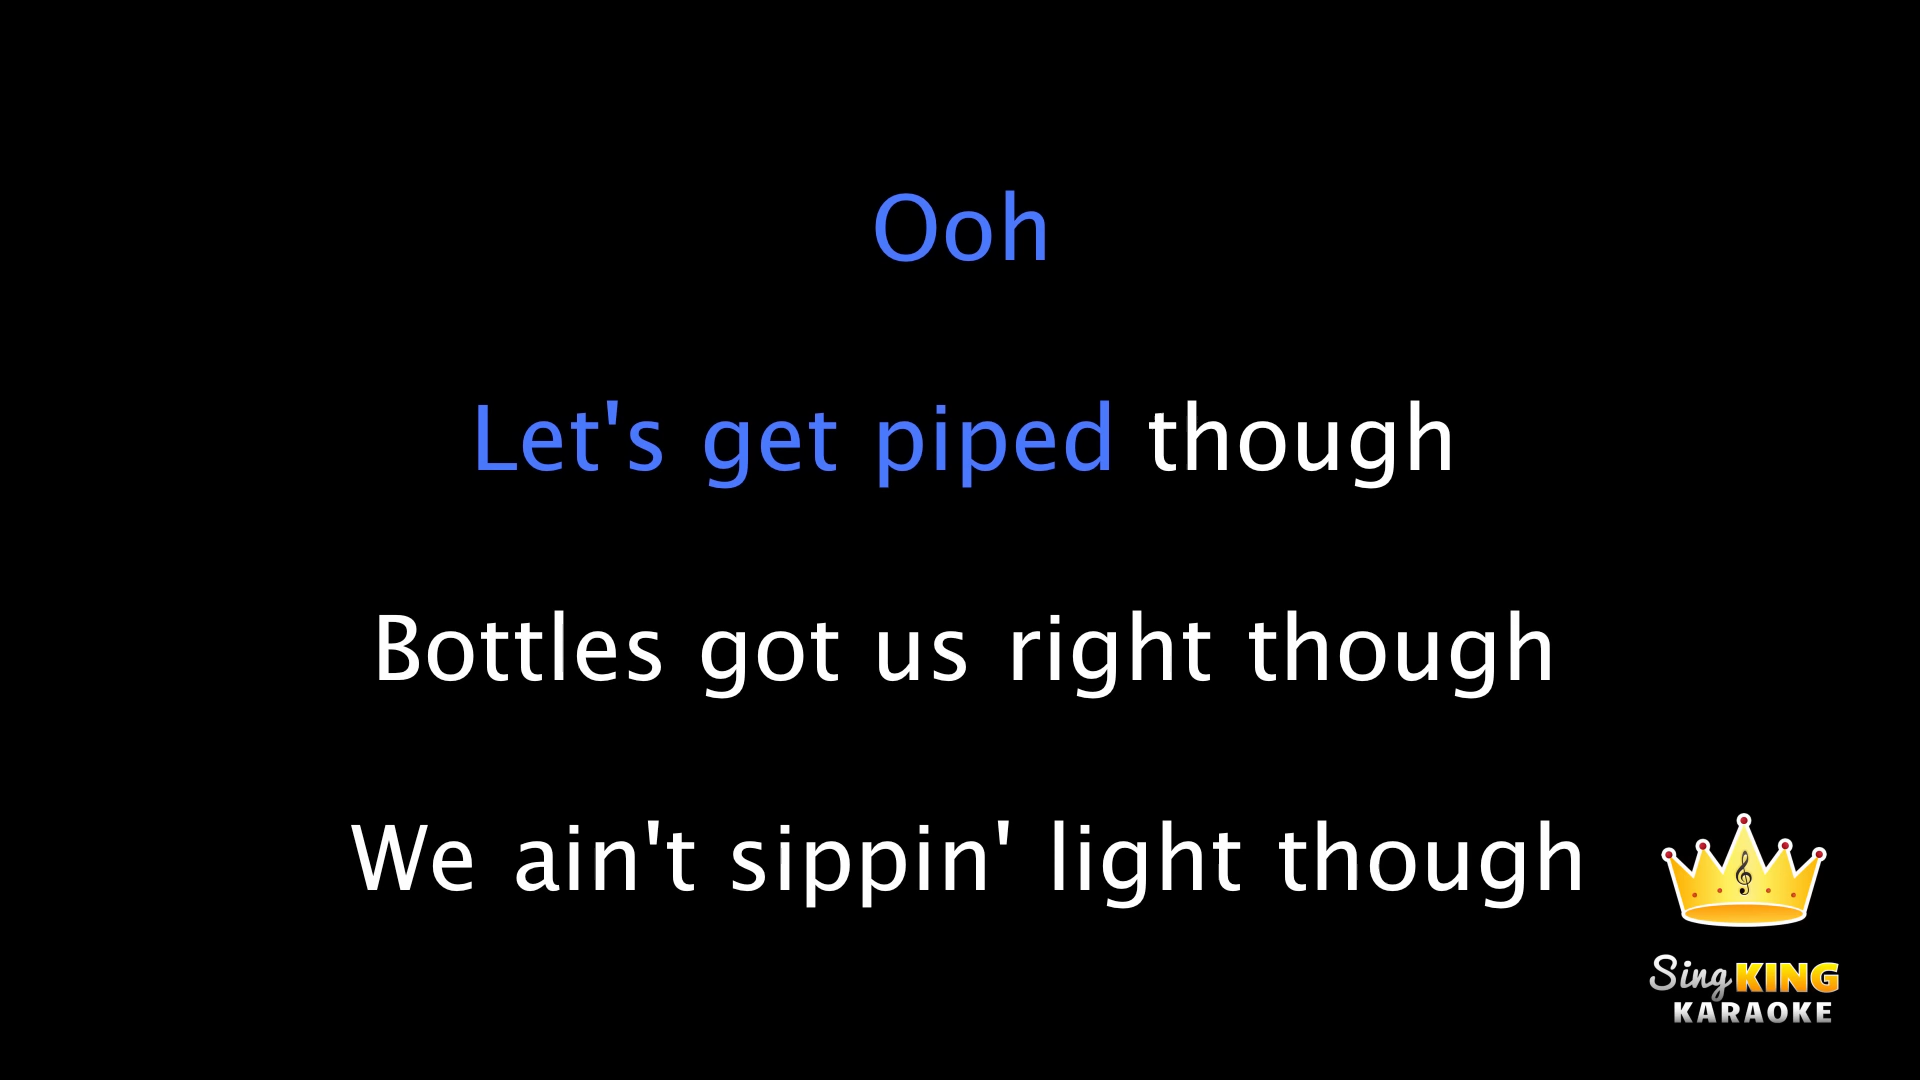 Ooh
Let's get piped though
Bottles got us right though
We ain't sippin' light though
Sing KING
KARAOKE